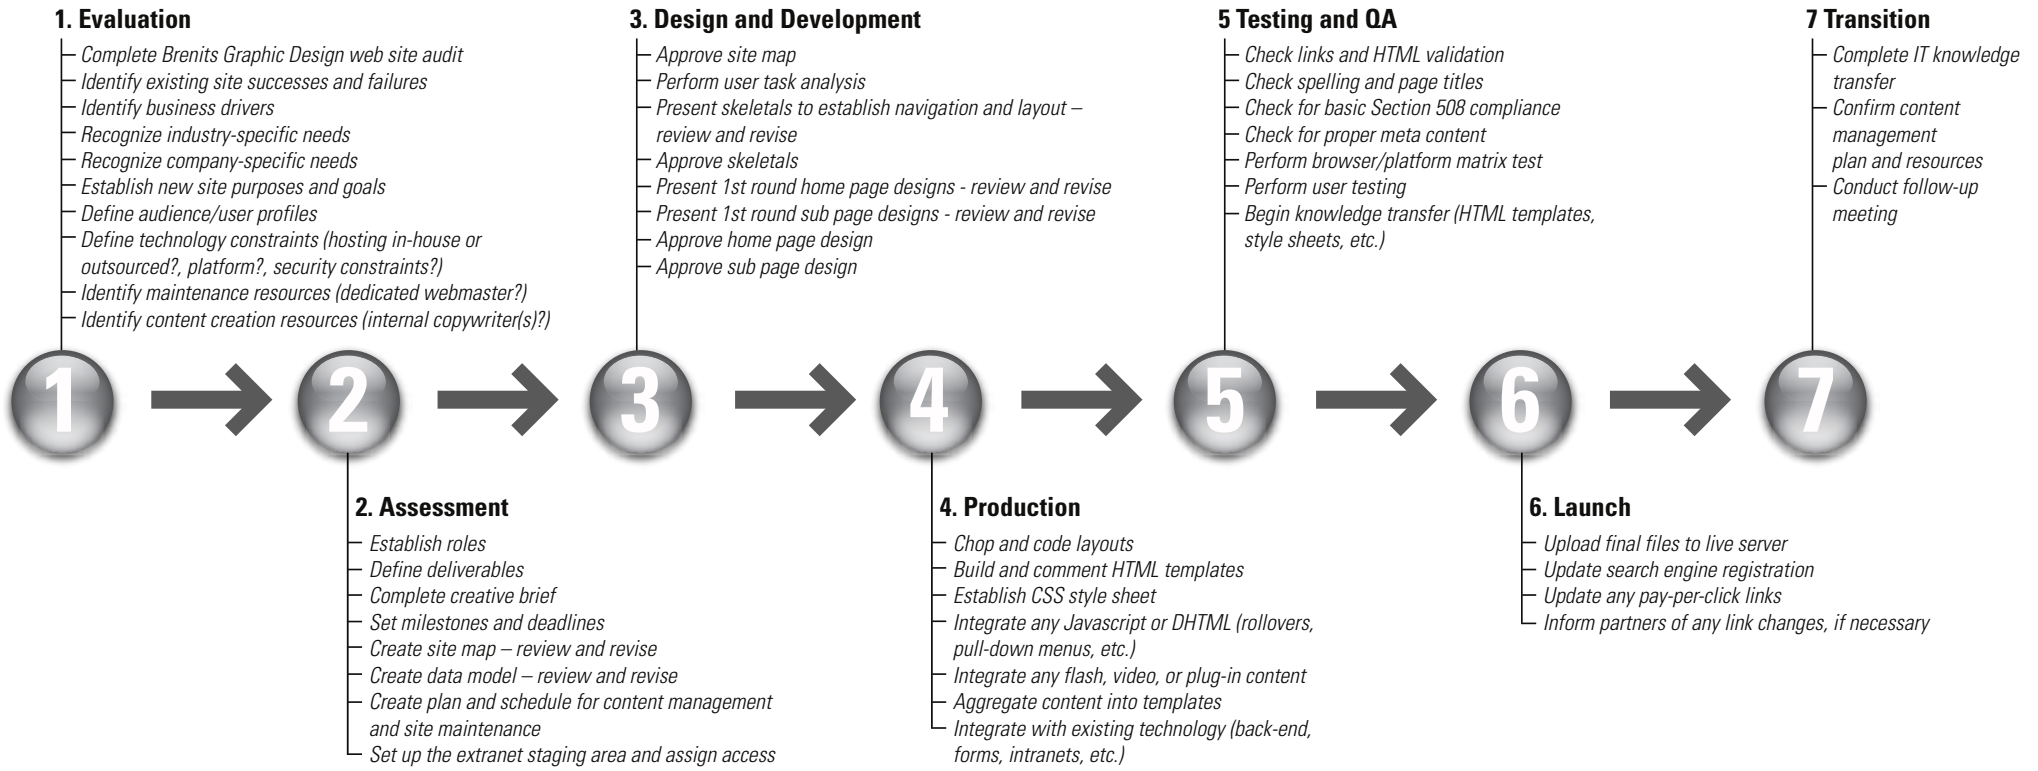 1. Evaluation
Complete Brenits Graphic Design web site audit
Identify existing site successes and failures
Identify business drivers
Recognize industry-specific needs
Recognize company-specific needs
Establish new site purposes and goals
Define audience/user profiles
Define technology constraints (hosting in-house or
outsourced?, platform?, security constraints?)
Identify maintenance resources (dedicated webmaster?)
Identify content creation resources (internal copywriter(s)?)
3. Design and Development
Approve site map
Perform user task analysis
Present skeletals to establish navigation and layout –
review and revise
Approve skeletals
Present 1st round home page designs - review and revise
Present 1st round sub page designs - review and revise
Approve home page design
Approve sub page design
5 Testing and QA
Check links and HTML validation
Check spelling and page titles
Check for basic Section 508 compliance
Check for proper meta content
Perform browser/platform matrix test
Perform user testing
Begin knowledge transfer (HTML templates,
style sheets, etc.)
7 Transition
Complete IT knowledge
transfer
Confirm content
management
plan and resources
Conduct follow-up
meeting
1
2
3
4
5
6
7
2. Assessment
Establish roles
Define deliverables
Complete creative brief
Set milestones and deadlines
Create site map – review and revise
Create data model – review and revise
Create plan and schedule for content management
and site maintenance
Set up the extranet staging area and assign access
4. Production
Chop and code layouts
Build and comment HTML templates
Establish CSS style sheet
Integrate any Javascript or DHTML (rollovers,
pull-down menus, etc.)
Integrate any flash, video, or plug-in content
Aggregate content into templates
Integrate with existing technology (back-end,
forms, intranets, etc.)
6. Launch
Upload final files to live server
Update search engine registration
Update any pay-per-click links
Inform partners of any link changes, if necessary